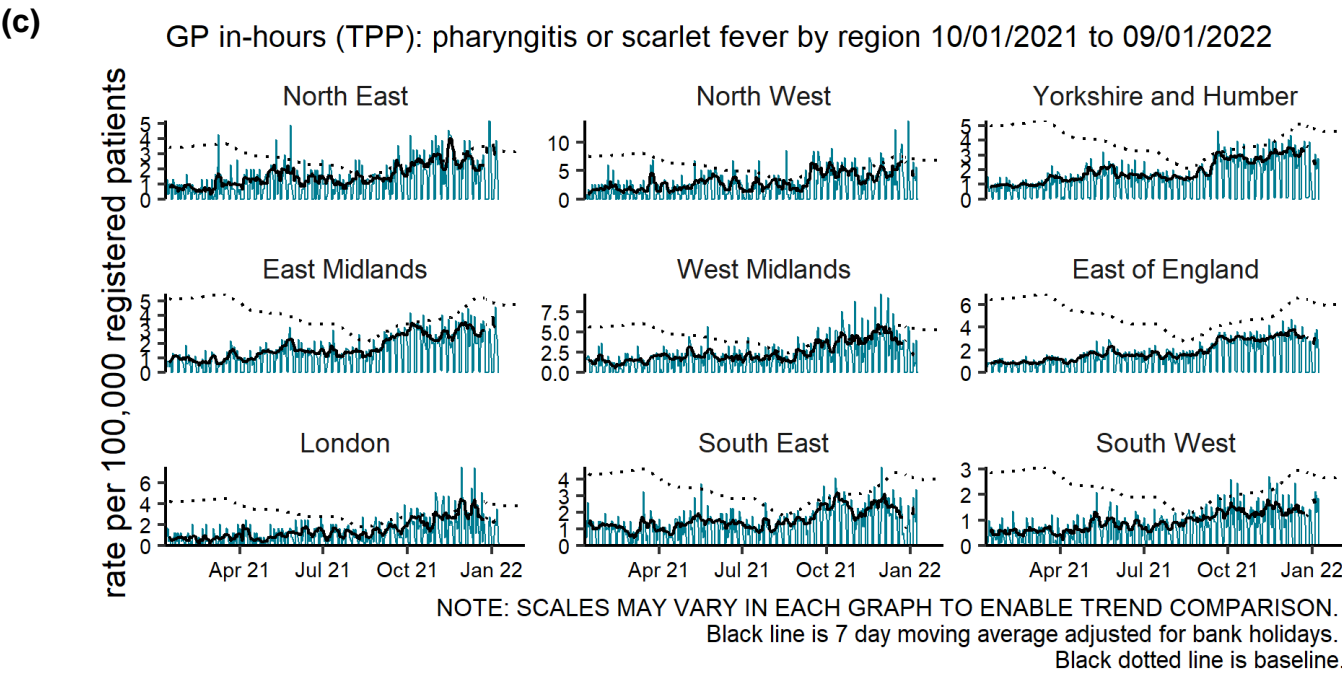 (c)
GP in-hours (TPP): pharyngitis or scarlet fever by region 10/01/2021 to 09/01/2022
rate per 100,000 registered patients
North East
5
4
3
2
1
0
North West
10
5
0
Yorkshire and Humber
5
4
3
2
1
0
East Midlands
5
4
3
2
1
0
West Midlands
7.5
5.0
2.5
0.0
East of England
6
4
2
0
London
6
4
2
0
South East
4
3
2
1
0
South West
3
2
1
0
Apr 21 Jul 21 Oct 21 Jan 22
Apr 21 Jul 21 Oct 21 Jan 22
Apr 21 Jul 21 Oct 21 Jan 22
NOTE: SCALES MAY VARY IN EACH GRAPH TO ENABLE TREND COMPARISON.
Black line is 7 day moving average adjusted for bank holidays.
Black dotted line is baseline.